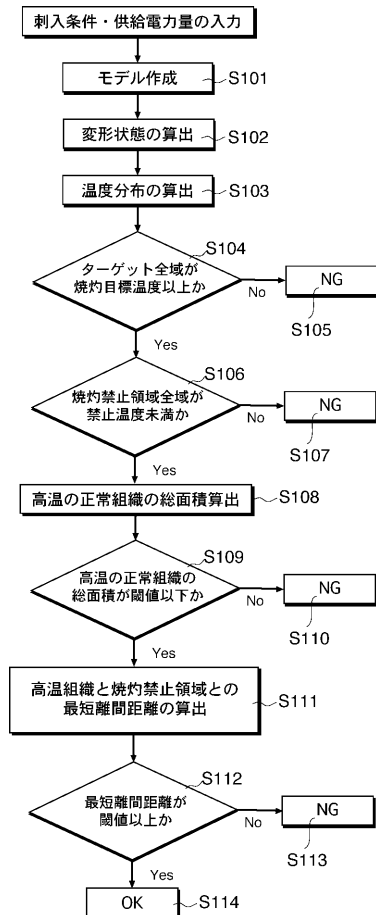 刺入条件・供給電力量の入力
モデル作成
S101
変形状態の算出
S102
温度分布の算出
S103
S104
ターゲット全域が
焼灼目標温度以上か
No
NG
S105
Yes
S106
焼灼禁止領域全域が
禁止温度未満か
No
NG
S107
Yes
高温の正常組織の総面積算出
S108
S109
高温の正常組織の
総面積が閾値以下か
No
NG
S110
Yes
高温組織と焼灼禁止領域との
最短離間距離の算出
S111
S112
最短離間距離が
閾値以上か
No
NG
S113
Yes
OK
S114